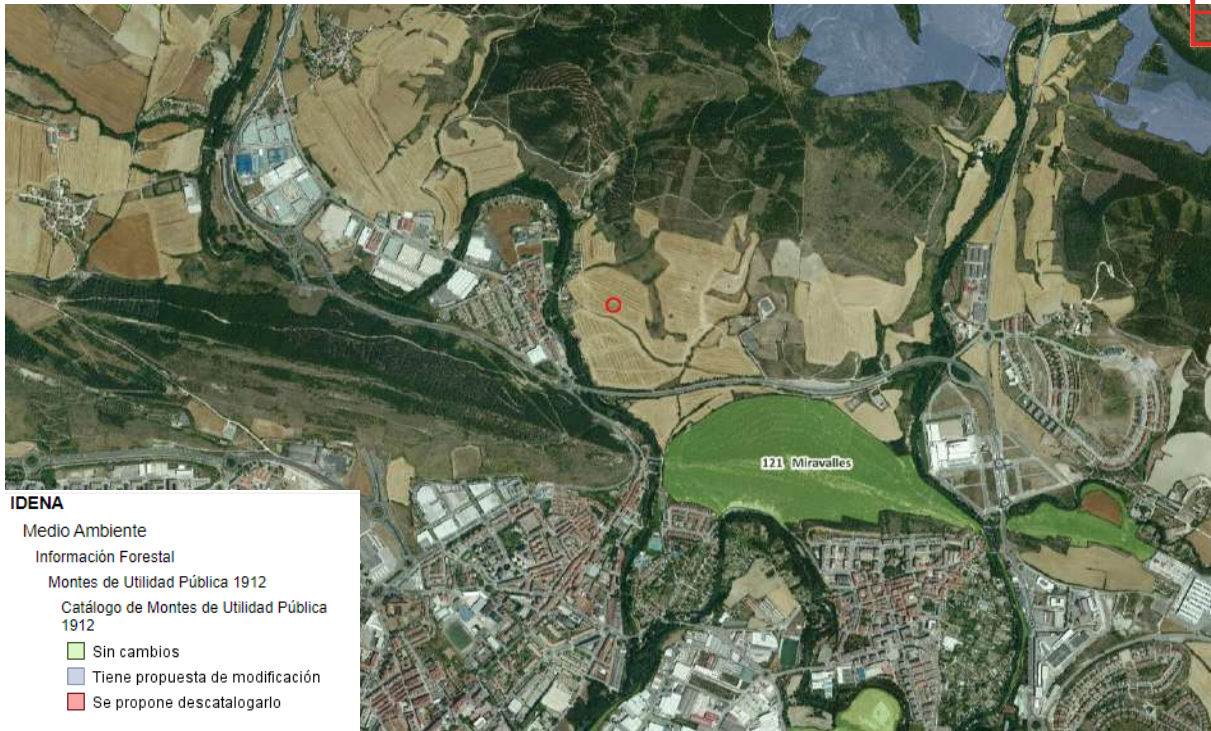 121 Miravalles
IDENA
Medio Ambiente
Información Forestal
Montes de Utilidad Pública 1912
Catálogo de Montes de Utilidad Pública
1912
Sin cambios
Tiene propuesta de modificación
Se propone descatalogarlo